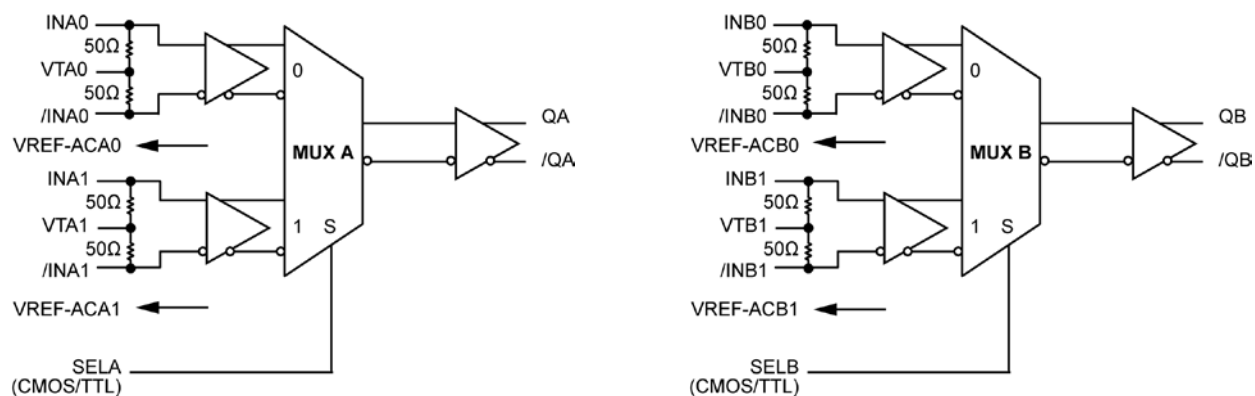 INA0
50Ω
VTA0
50Ω
/INA0
VREF-ACA0
INA1
50Ω
VTA1
50Ω
/INA1
VREF-ACA1
SELA
(CMOS/TTL)
0
MUX A
1 S
QA
/QA
INB0
50Ω
VTB0
50Ω
/INB0
VREF-ACB0
INB1
50Ω
VTB1
50Ω
/INB1
VREF-ACB1
SELB
(CMOS/TTL)
0
MUX B
1 S
QB
/QB